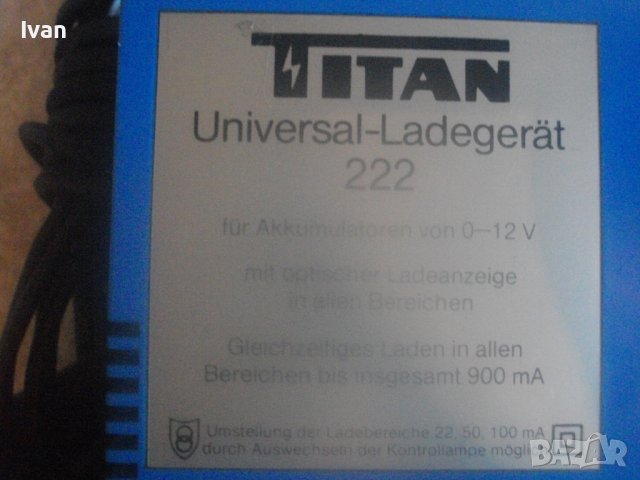 Ivan
TITAN
Universal-Ladegerät
222
für Akkumulatoren von 0-12 V
mit optischer Ladeanzeige
in allen Bereichen
Gleichzeitiges Laden in allen
Bereichen bis insgesamt 900 mA
Umstellung der Ladebereiche 22, 50, 100 mA
durch Auswechseln der Kontrollampe möglich
BAZAR